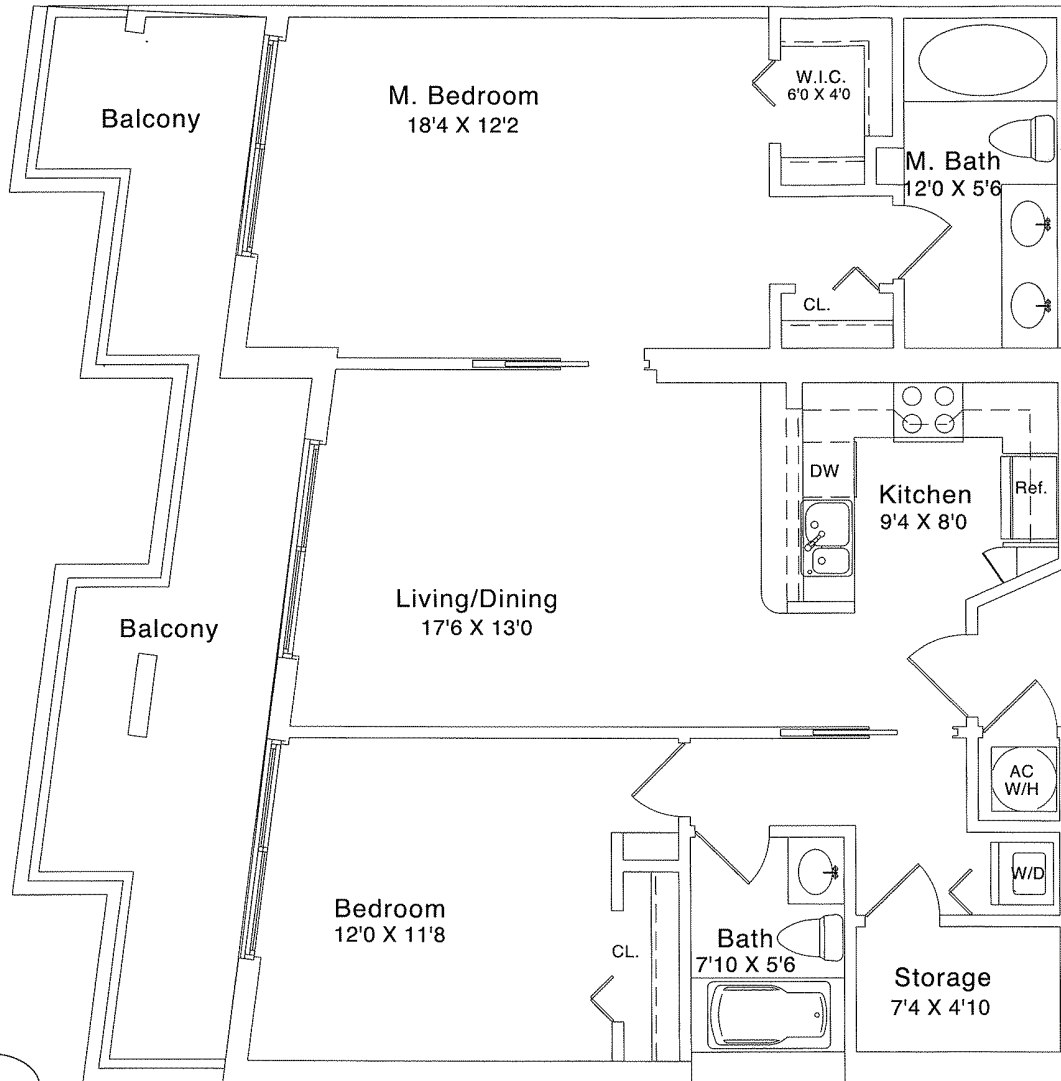 Balcony
M. Bedroom
18'4 X 12'2
W.I.C.
6'0 X 4'0
M. Bath
12'0 X 5'6
CL.
DW
Kitchen
9'4 X 8'0
Ref.
Living/Dining
17'6 X 13'0
Balcony
AC
W/H
W/D
Bedroom
12'0 X 11'8
CL.
Bath
7'10 X 5'6
Storage
7'4 X 4'10